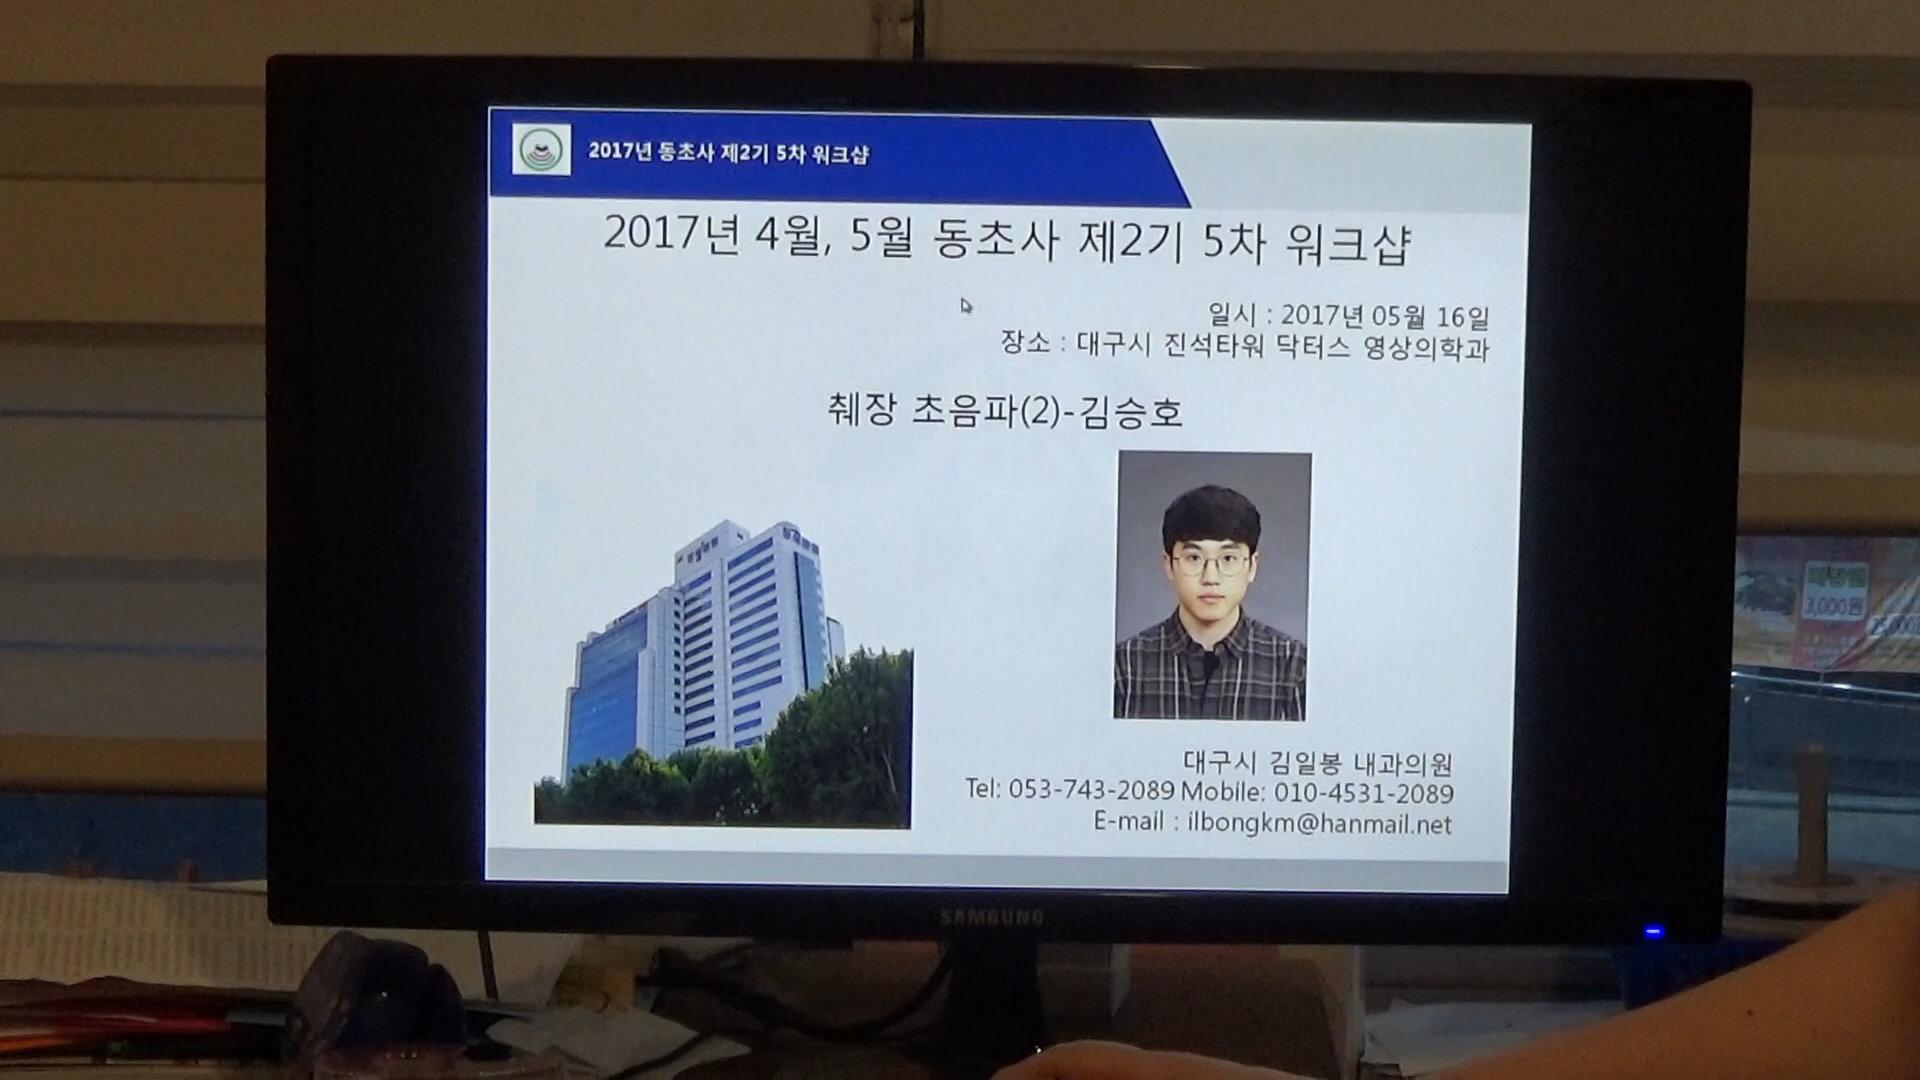 2017년 동초사 제2기 5차 워크샵
2017년 4월, 5월 동초사 제2기 5차 워크샵
일시 : 2017년 05월 16일
장소 : 대구시 진석타워 닥터스 영상의학과
췌장 초음파(2)-김승호
대구시 김일봉 내과의원
Tel: 053-743-2089 Mobile: 010-4531-2089
E-mail : ilbongkm@hanmail.net
SAMSUNG
3,000원